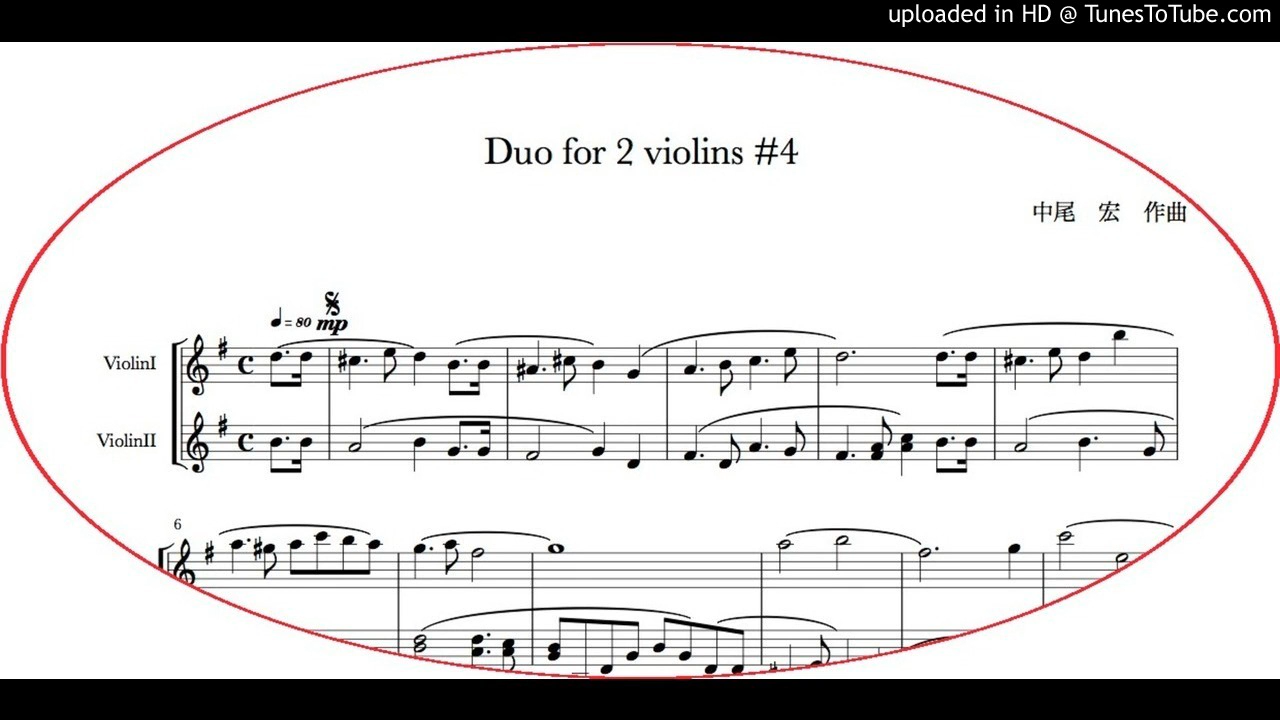 uploaded in HD @ TunesToTube.com
Duo for 2 violins #4
中尾　宏　作曲
♩ = 80 mp
ViolinI
ViolinII
6